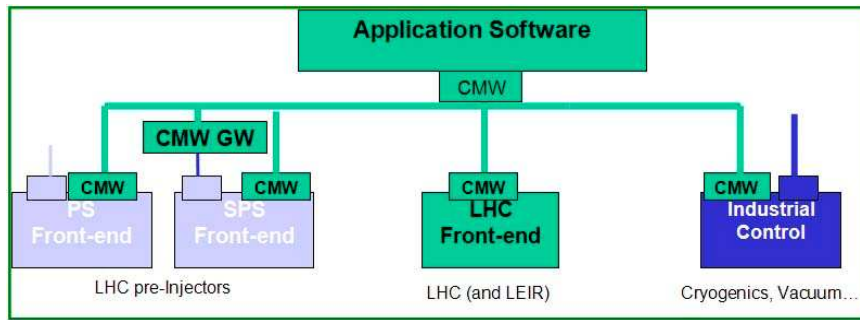 Application Software
CMW
CMW GW
CMW
CMW
CMW
CMW
PS
Front-end
SPS
Front-end
LHC
Front-end
Industrial
Control
LHC pre-Injectors
LHC (and LEIR)
Cryogenics, Vacuum...